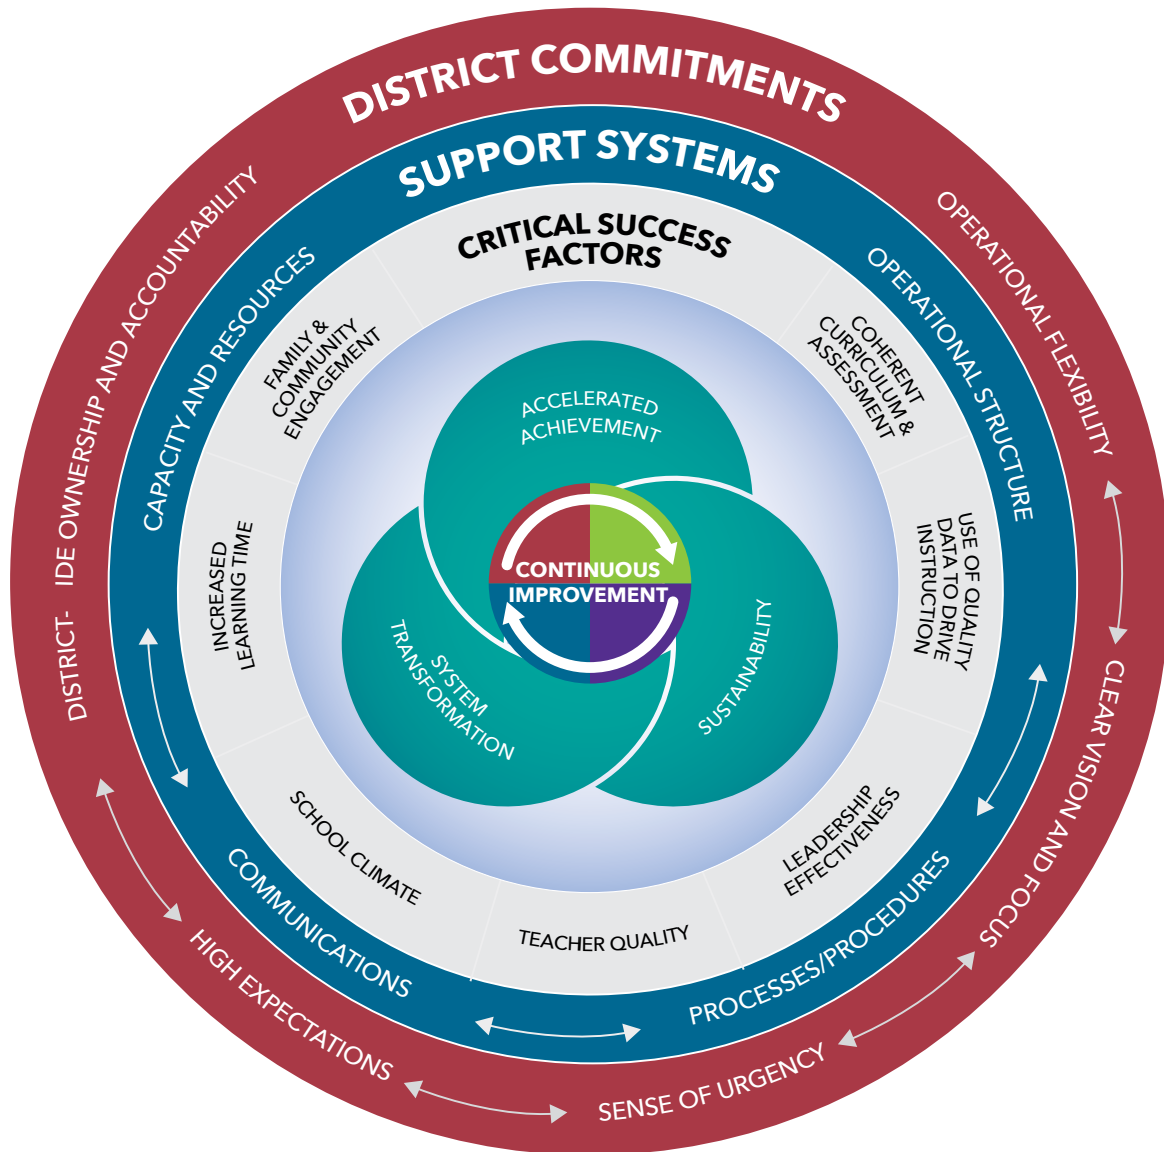 DISTRICT COMMITMENTS
DISTRICT- IDE OWNERSHIP AND ACCOUNTABILITY
OPERATIONAL FLEXIBILITY
CLEAR VISION AND FOCUS
SENSE OF URGENCY
HIGH EXPECTATIONS
SUPPORT SYSTEMS
CAPACITY AND RESOURCES
OPERATIONAL STRUCTURE
PROCESSES/PROCEDURES
COMMUNICATIONS
CRITICAL SUCCESS
FACTORS
COHERENT
CURRICULUM &
ASSESSMENT
USE OF QUALITY
DATA TO DRIVE
INSTRUCTION
LEADERSHIP
EFFECTIVENESS
TEACHER QUALITY
SCHOOL CLIMATE
INCREASED
LEARNING TIME
FAMILY &
COMMUNITY
ENGAGEMENT
ACCELERATED
ACHIEVEMENT
SUSTAINABILITY
SYSTEM
TRANSFORMATION
CONTINUOUS
IMPROVEMENT